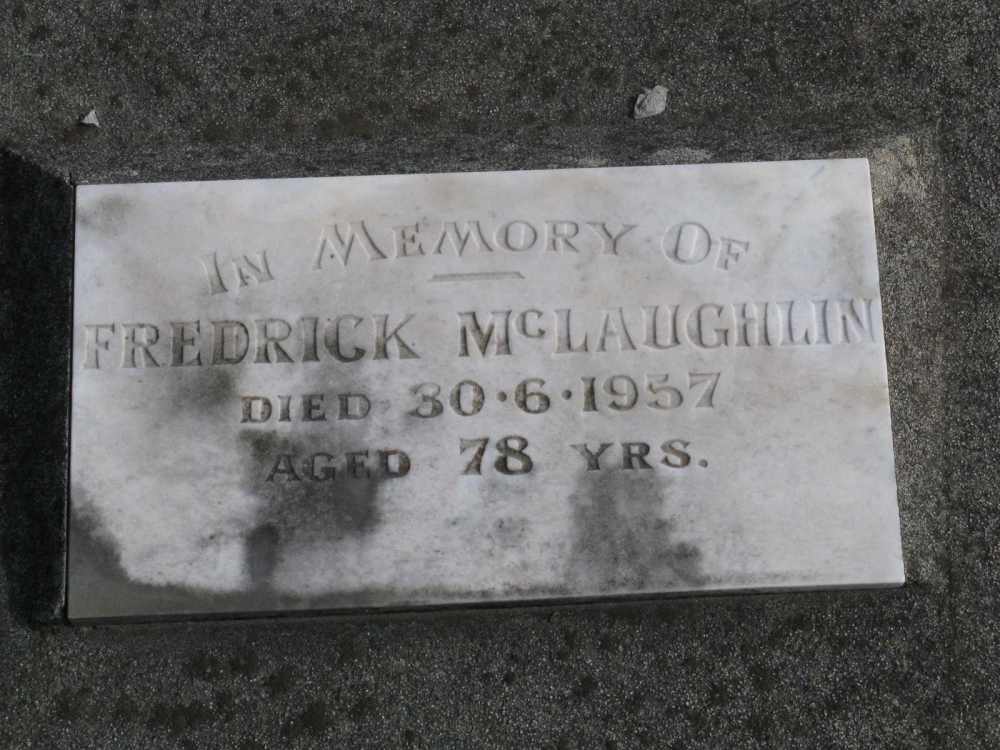 IN MEMORY OF
FREDRICK McLAUGHLIN
DIED 30·6·1957
AGED 78 YRS.